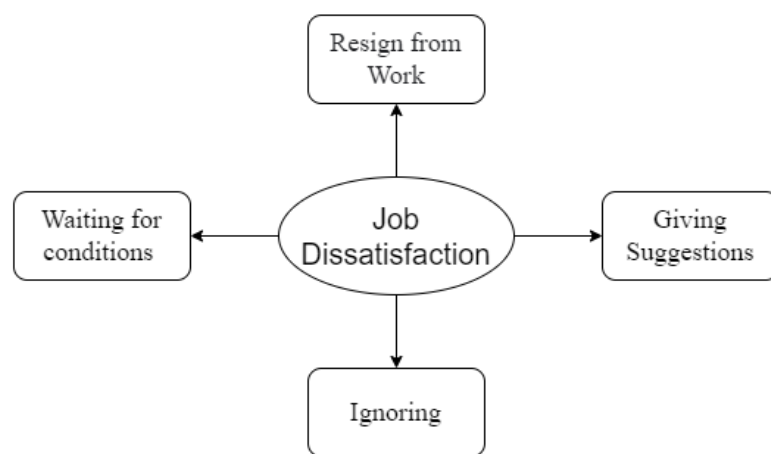 Resign from
Work
Waiting for
conditions
Job
Dissatisfaction
Giving
Suggestions
Ignoring